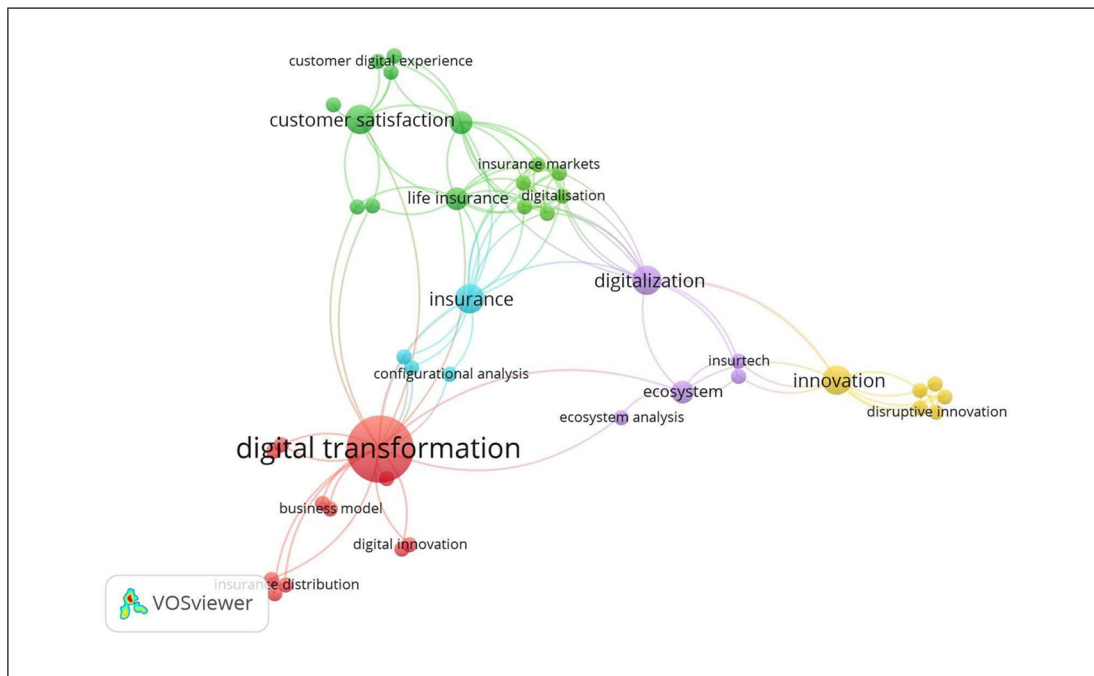 customer digital experience
customer satisfaction
insurance markets
life insurance
digitalisation
digitalization
insurance
insurtech
configurational analysis
innovation
ecosystem
disruptive innovation
ecosystem analysis
digital transformation
business model
digital innovation
insurance distribution
VOSviewer